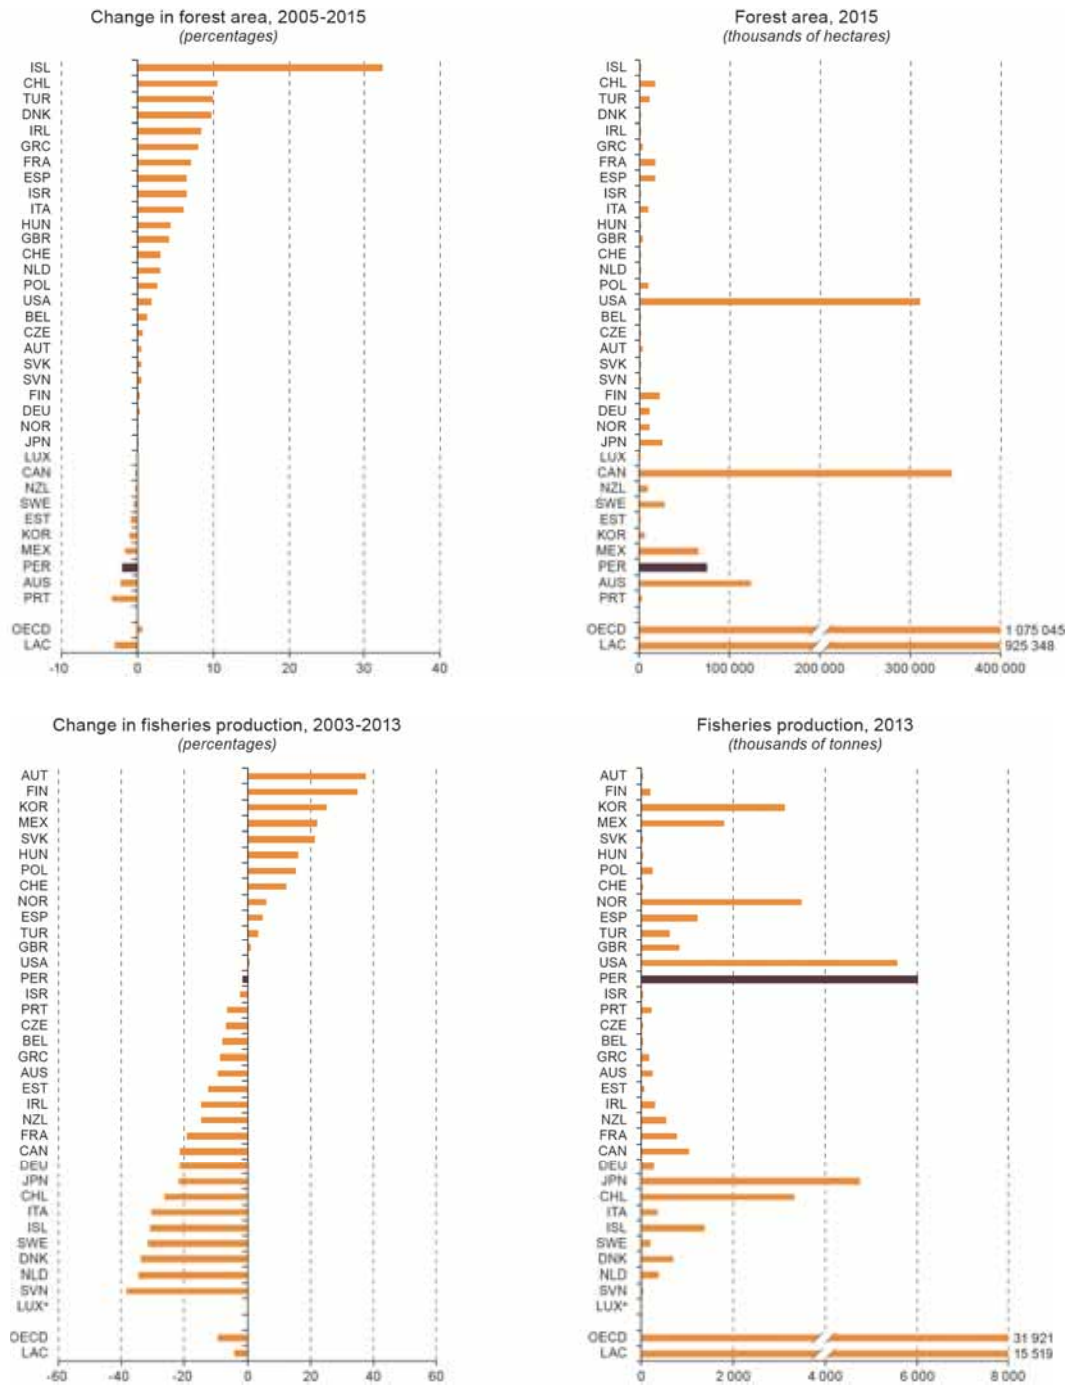 Change in forest area, 2005-2015
(percentages)
ISL
CHL
TUR
DNK
IRL
GRC
FRA
ESP
ISR
ITA
HUN
GBR
CHE
NLD
POL
USA
BEL
CZE
AUT
SVK
SVN
FIN
DEU
NOR
JPN
LUX
CAN
NZL
SWE
EST
KOR
MEX
PER
AUS
PRT
OECD
LAC
-10 0 10 20 30 40
Forest area, 2015
(thousands of hectares)
ISL
CHL
TUR
DNK
IRL
GRC
FRA
ESP
ISR
ITA
HUN
GBR
CHE
NLD
POL
USA
BEL
CZE
AUT
SVK
SVN
FIN
DEU
NOR
JPN
LUX
CAN
NZL
SWE
EST
KOR
MEX
PER
AUS
PRT
OECD 1 075 045
LAC 925 348
0 100 000 200 000 300 000 400 000
Change in fisheries production, 2003-2013
(percentages)
AUT
FIN
KOR
MEX
SVK
HUN
POL
CHE
NOR
ESP
TUR
GBR
USA
PER
ISR
PRT
CZE
BEL
GRC
AUS
EST
IRL
NZL
FRA
CAN
DEU
JPN
CHL
ITA
ISL
SWE
DNK
NLD
SVN
LUX*
OECD
LAC
-60 -40 -20 0 20 40 60
Fisheries production, 2013
(thousands of tonnes)
AUT
FIN
KOR
MEX
SVK
HUN
POL
CHE
NOR
ESP
TUR
GBR
USA
PER
ISR
PRT
CZE
BEL
GRC
AUS
EST
IRL
NZL
FRA
CAN
DEU
JPN
CHL
ITA
ISL
SWE
DNK
NLD
SVN
LUX*
OECD 31 921
LAC 15 519
0 2 000 4 000 6 000 8 000